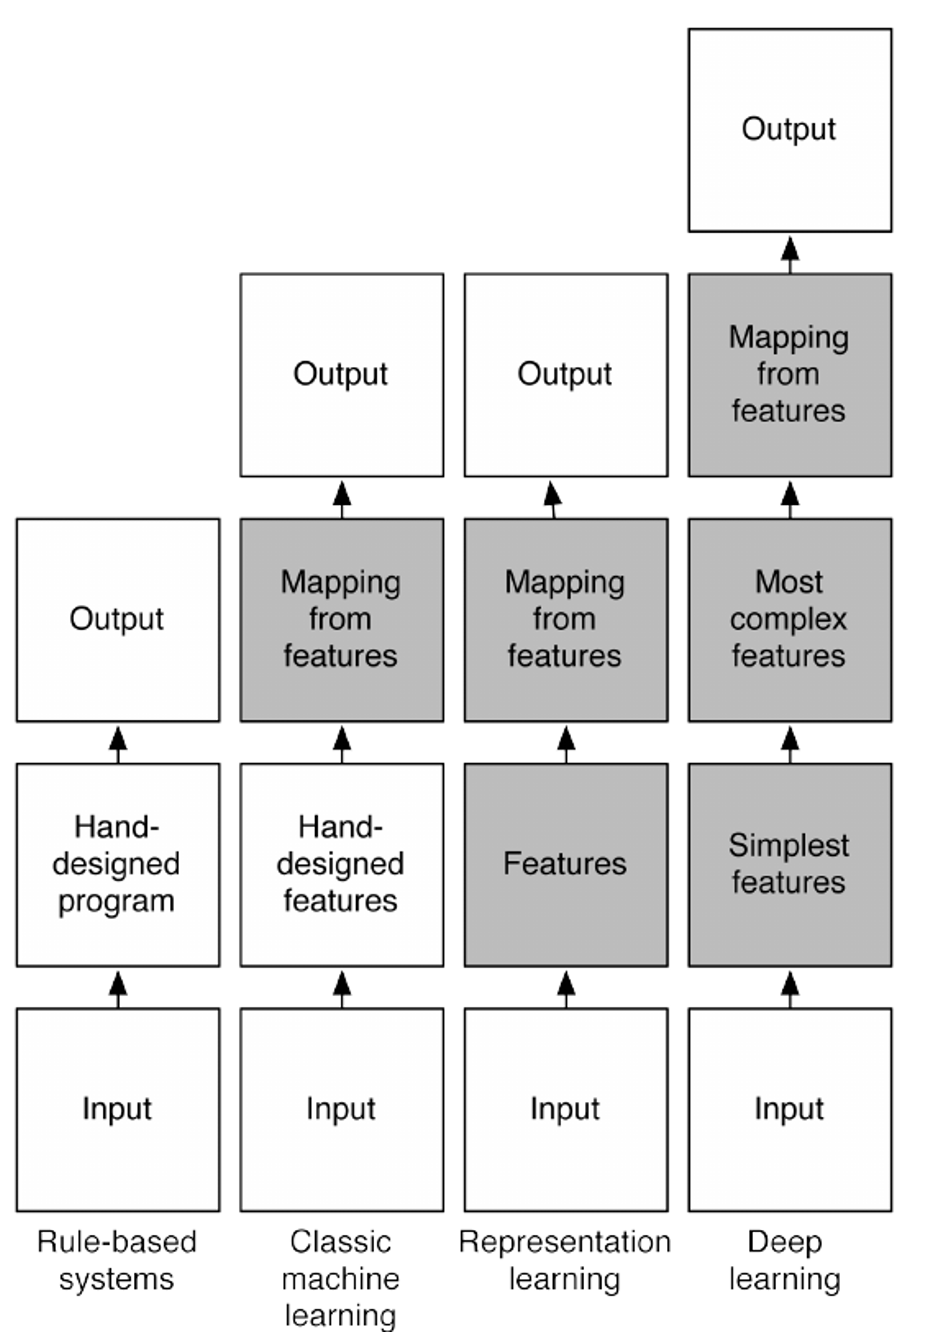 Output
Output
Output
Mapping
from
features
Output
Mapping
from
features
Mapping
from
features
Most
complex
features
Hand-
designed
program
Hand-
designed
features
Features
Simplest
features
Input
Input
Input
Input
Rule-based
systems
Classic
machine
learning
Representation
learning
Deep
learning